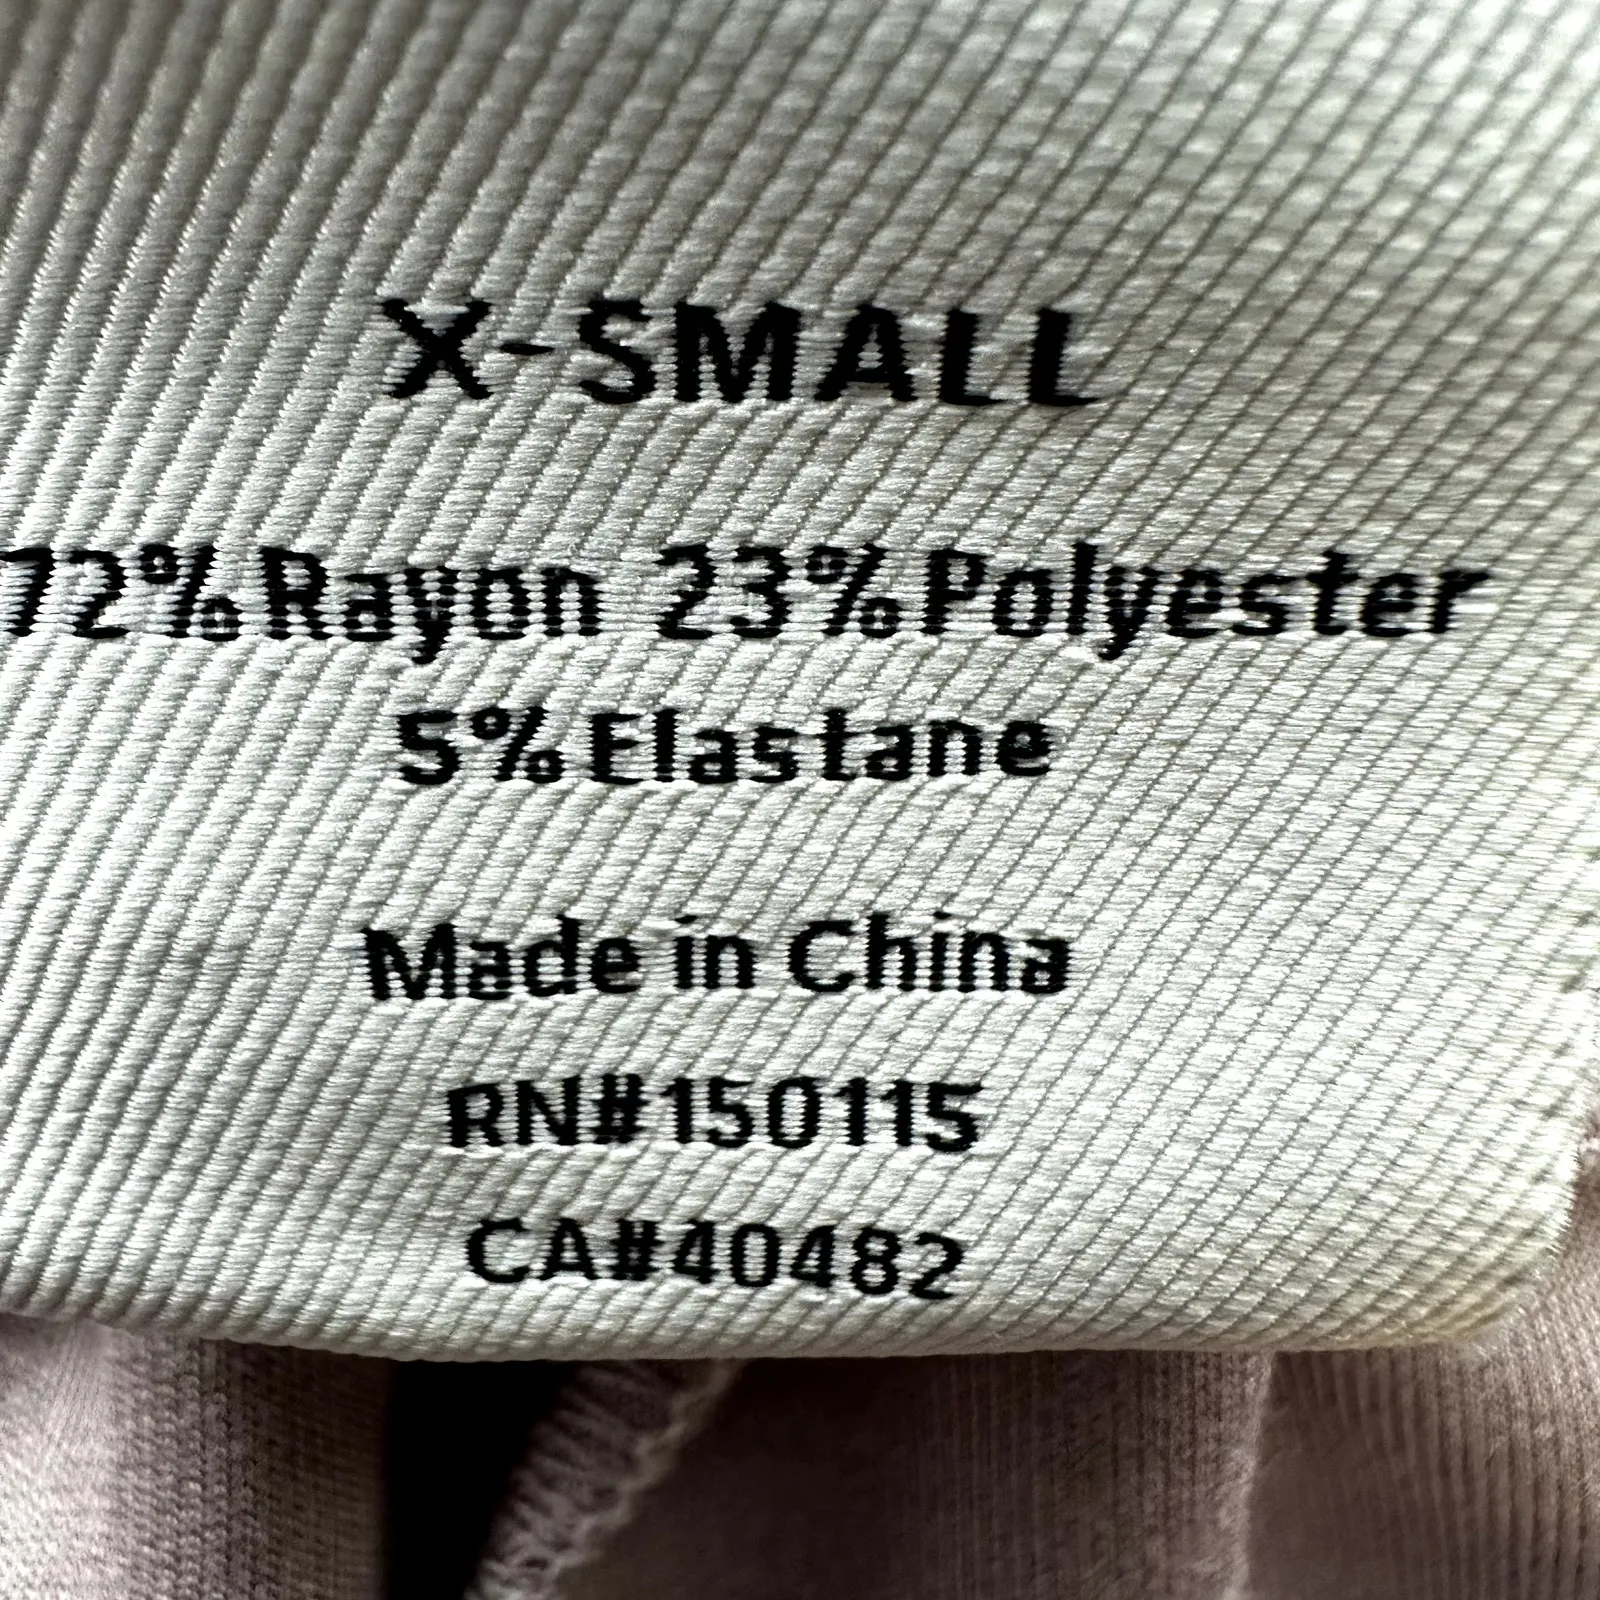 X-SMALL
72% Rayon 23% Polyester
5% Elastane
Made in China
RN#150115
CA#40482